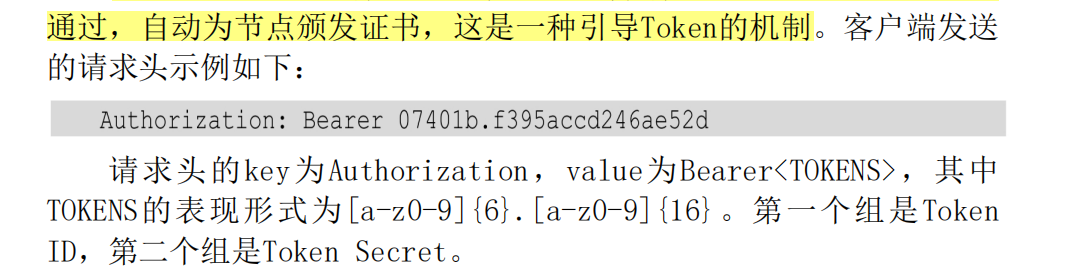 通过，自动为节点颁发证书，这是一种引导Token的机制。客户端发送
的请求头示例如下：
Authorization: Bearer 07401b.f395accd246ae52d
请求头的key为Authorization，value为Bearer<TOKENS>，其中
TOKENS的表现形式为[a-z0-9]{6}.[a-z0-9]{16}。第一个组是Token
ID，第二个组是Token Secret。